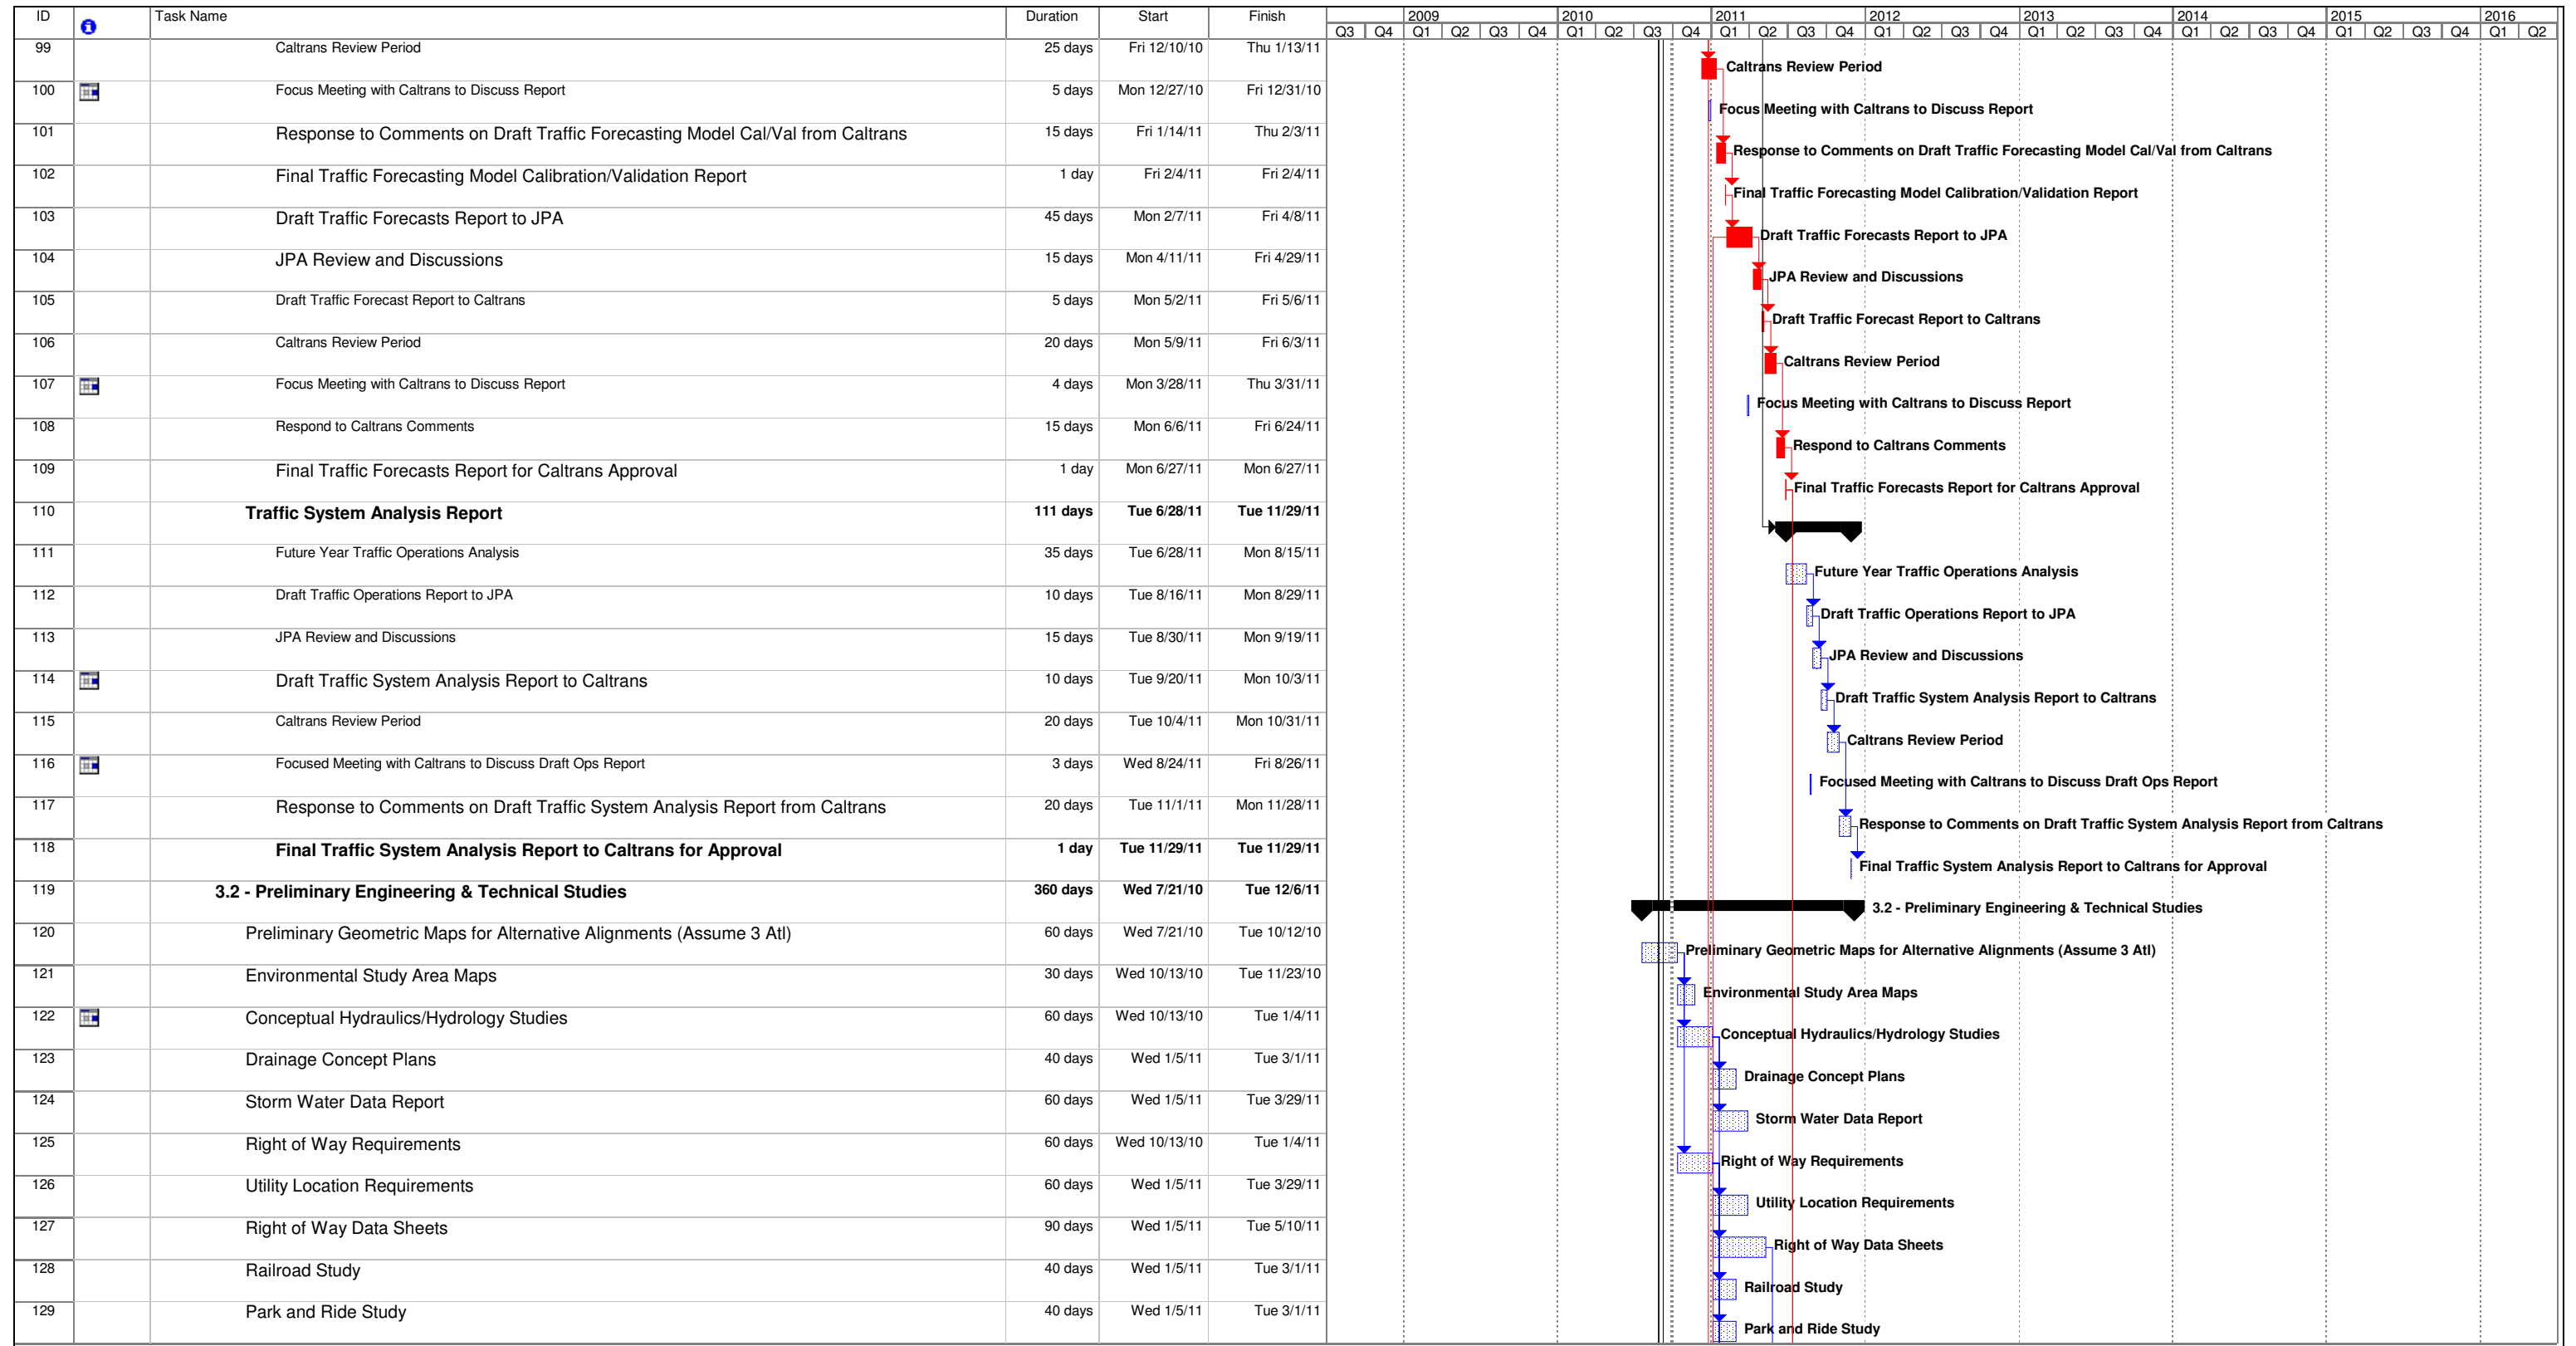 ID Task Name Duration Start Finish 2009 2010 2011 2012 2013 2014 2015 2016
Q3 Q4 Q1 Q2 Q3 Q4 Q1 Q2 Q3 Q4 Q1 Q2 Q3 Q4 Q1 Q2 Q3 Q4 Q1 Q2 Q3 Q4 Q1 Q2 Q3 Q4 Q1 Q2 Q3 Q4 Q1 Q2
99 Caltrans Review Period 25 days Fri 12/10/10 Thu 1/13/11
Caltrans Review Period
100 Focus Meeting with Caltrans to Discuss Report 5 days Mon 12/27/10 Fri 12/31/10
Focus Meeting with Caltrans to Discuss Report
101 Response to Comments on Draft Traffic Forecasting Model Cal/Val from Caltrans 15 days Fri 1/14/11 Thu 2/3/11
Response to Comments on Draft Traffic Forecasting Model Cal/Val from Caltrans
102 Final Traffic Forecasting Model Calibration/Validation Report 1 day Fri 2/4/11 Fri 2/4/11
Final Traffic Forecasting Model Calibration/Validation Report
103 Draft Traffic Forecasts Report to JPA 45 days Mon 2/7/11 Fri 4/8/11
Draft Traffic Forecasts Report to JPA
104 JPA Review and Discussions 15 days Mon 4/11/11 Fri 4/29/11
JPA Review and Discussions
105 Draft Traffic Forecast Report to Caltrans 5 days Mon 5/2/11 Fri 5/6/11
Draft Traffic Forecast Report to Caltrans
106 Caltrans Review Period 20 days Mon 5/9/11 Fri 6/3/11
Caltrans Review Period
107 Focus Meeting with Caltrans to Discuss Report 4 days Mon 3/28/11 Thu 3/31/11
Focus Meeting with Caltrans to Discuss Report
108 Respond to Caltrans Comments 15 days Mon 6/6/11 Fri 6/24/11
Respond to Caltrans Comments
109 Final Traffic Forecasts Report for Caltrans Approval 1 day Mon 6/27/11 Mon 6/27/11
Final Traffic Forecasts Report for Caltrans Approval
110 Traffic System Analysis Report 111 days Tue 6/28/11 Tue 11/29/11
111 Future Year Traffic Operations Analysis 35 days Tue 6/28/11 Mon 8/15/11
Future Year Traffic Operations Analysis
112 Draft Traffic Operations Report to JPA 10 days Tue 8/16/11 Mon 8/29/11
Draft Traffic Operations Report to JPA
113 JPA Review and Discussions 15 days Tue 8/30/11 Mon 9/19/11
JPA Review and Discussions
114 Draft Traffic System Analysis Report to Caltrans 10 days Tue 9/20/11 Mon 10/3/11
Draft Traffic System Analysis Report to Caltrans
115 Caltrans Review Period 20 days Tue 10/4/11 Mon 10/31/11
Caltrans Review Period
116 Focused Meeting with Caltrans to Discuss Draft Ops Report 3 days Wed 8/24/11 Fri 8/26/11
Focused Meeting with Caltrans to Discuss Draft Ops Report
117 Response to Comments on Draft Traffic System Analysis Report from Caltrans 20 days Tue 11/1/11 Mon 11/28/11
Response to Comments on Draft Traffic System Analysis Report from Caltrans
118 Final Traffic System Analysis Report to Caltrans for Approval 1 day Tue 11/29/11 Tue 11/29/11
Final Traffic System Analysis Report to Caltrans for Approval
119 3.2 - Preliminary Engineering & Technical Studies 360 days Wed 7/21/10 Tue 12/6/11
3.2 - Preliminary Engineering & Technical Studies
120 Preliminary Geometric Maps for Alternative Alignments (Assume 3 Atl) 60 days Wed 7/21/10 Tue 10/12/10
Preliminary Geometric Maps for Alternative Alignments (Assume 3 Atl)
121 Environmental Study Area Maps 30 days Wed 10/13/10 Tue 11/23/10
Environmental Study Area Maps
122 Conceptual Hydraulics/Hydrology Studies 60 days Wed 10/13/10 Tue 1/4/11
Conceptual Hydraulics/Hydrology Studies
123 Drainage Concept Plans 40 days Wed 1/5/11 Tue 3/1/11
Drainage Concept Plans
124 Storm Water Data Report 60 days Wed 1/5/11 Tue 3/29/11
Storm Water Data Report
125 Right of Way Requirements 60 days Wed 10/13/10 Tue 1/4/11
Right of Way Requirements
126 Utility Location Requirements 60 days Wed 1/5/11 Tue 3/29/11
Utility Location Requirements
127 Right of Way Data Sheets 90 days Wed 1/5/11 Tue 5/10/11
Right of Way Data Sheets
128 Railroad Study 40 days Wed 1/5/11 Tue 3/1/11
Railroad Study
129 Park and Ride Study 40 days Wed 1/5/11 Tue 3/1/11
Park and Ride Study